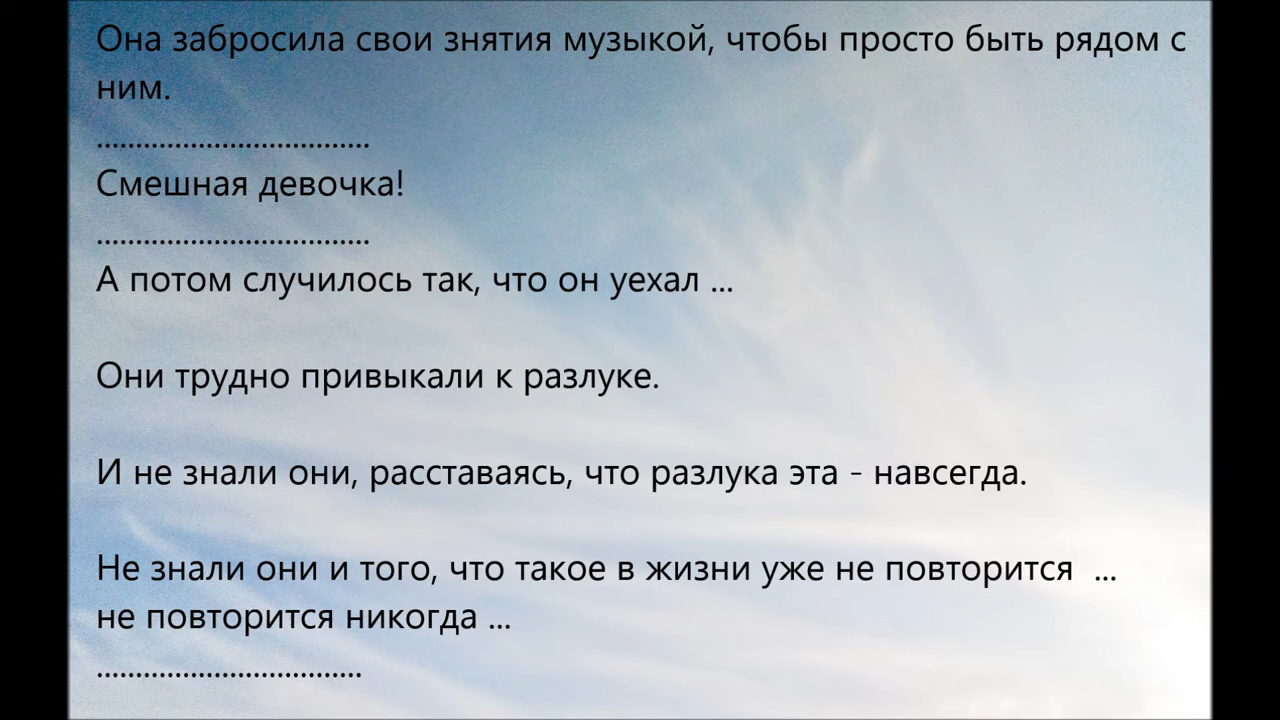 Она забросила свои знятия музыкой, чтобы просто быть рядом с
ним.
..................................
Смешная девочка!
..................................
А потом случилось так, что он уехал ...
Они трудно привыкали к разлуке.
И не знали они, расставаясь, что разлука эта - навсегда.
Не знали они и того, что такое в жизни уже не повторится  ...
не повторится никогда ...
.................................